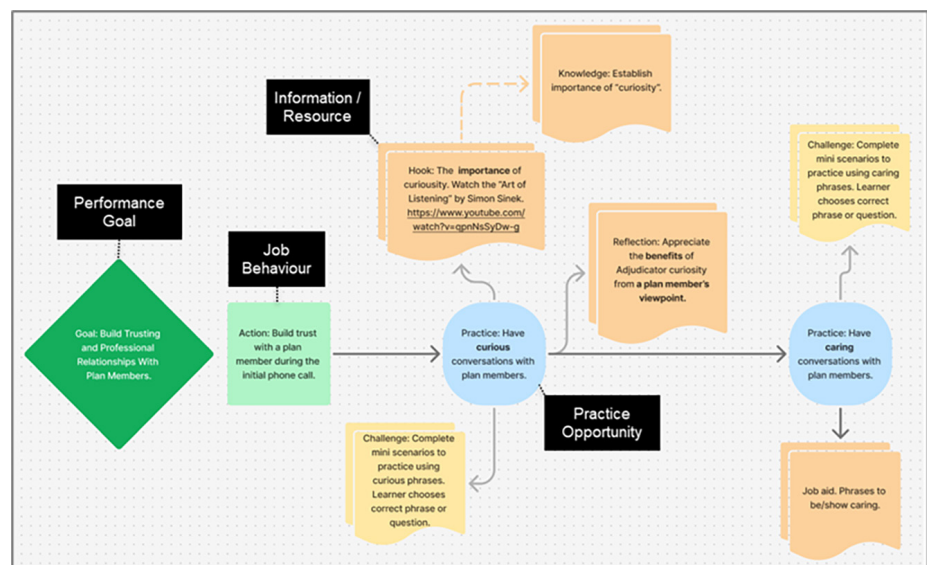 Knowledge: Establish
importance of "curiosity".
Information /
Resource
Hook: The importance of
curiousity. Watch the "Art of
Listening" by Simon Sinek.
https://www.youtube.com/
watch?v=qpnNsSyDw-g
Challenge: Complete
mini scenarios to
practice using caring
phrases. Learner
chooses correct
phrase or question.
Performance
Goal
Job
Behaviour
Reflection: Appreciate
the benefits of
Adjudicator curiosity
from a plan member's
viewpoint.
Goal: Build Trusting
and Professional
Relationships With
Plan Members.
Action: Build trust
with a plan
member during the
initial phone call.
Practice: Have
curious
conversations with
plan members.
Practice: Have
caring
conversations with
plan members.
Practice
Opportunity
Challenge: Complete
mini scenarios to
practice using
curious phrases.
Learner chooses
correct phrase or
question.
Job aid. Phrases to
be/show caring.